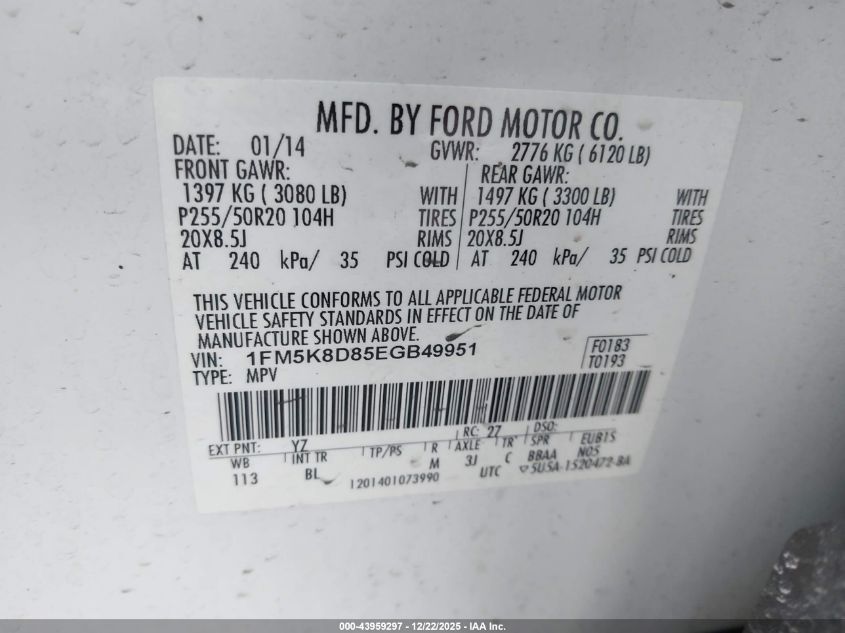 MFD. BY FORD MOTOR CO.
DATE: 01/14 GVWR: 2776 KG ( 6120 LB)
FRONT GAWR: REAR GAWR:
1397 KG ( 3080 LB) WITH 1497 KG ( 3300 LB) WITH
P255/50R20 104H TIRES P255/50R20 104H TIRES
20X8.5J RIMS 20X8.5J RIMS
AT 240 kPa/ 35 PSI COLD AT 240 kPa/ 35 PSI COLD
THIS VEHICLE CONFORMS TO ALL APPLICABLE FEDERAL MOTOR
VEHICLE SAFETY STANDARDS IN EFFECT ON THE DATE OF
MANUFACTURE SHOWN ABOVE.
VIN: 1FM5K8D85EGB49951 F0183
TYPE: MPV T0193
EXT PNT: YZ RC: 27 DSO:
WB INT TR TP/PS R AXLE TR SPR EUB1S
113 BL M 3J C BBAA N05
1201401073990 UTC 5U5A-1520472-BA
000-43959297 - 12/22/2025 - IAA Inc.